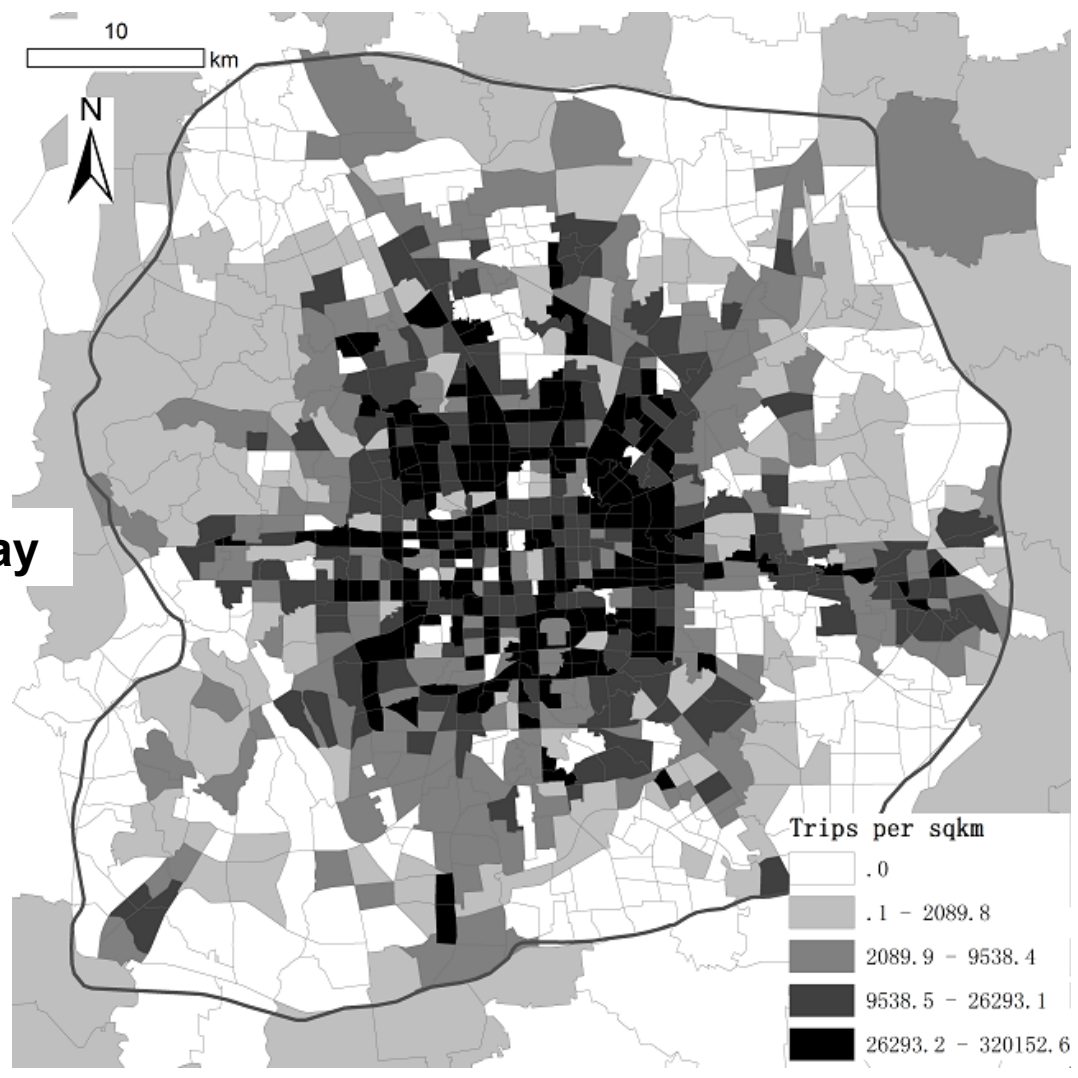 10
km
N
ay
Trips per sqkm
.0
.1 - 2089.8
2089.9 - 9538.4
9538.5 - 26293.1
26293.2 - 320152.6